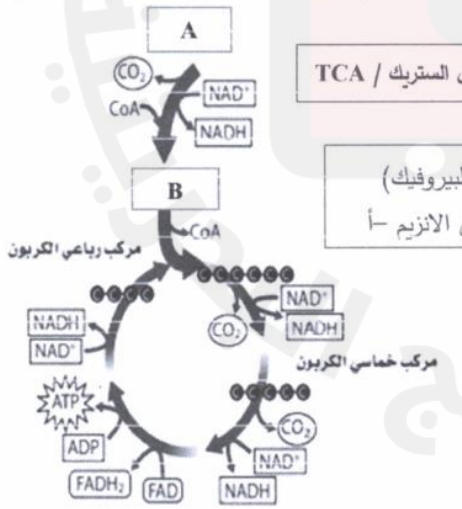 A
CO₂
NAD⁺
CoA
NADH
الستريك / TCA
B
CoA
(البيروفيك
الانزيم -أ
مركب رباعي الكربون
NAD⁺
CO₂
NADH
NADH
NAD⁺
مركب خماسي الكربون
ATP
ADP
CO₂
NAD⁺
FADH₂
FAD
NADH